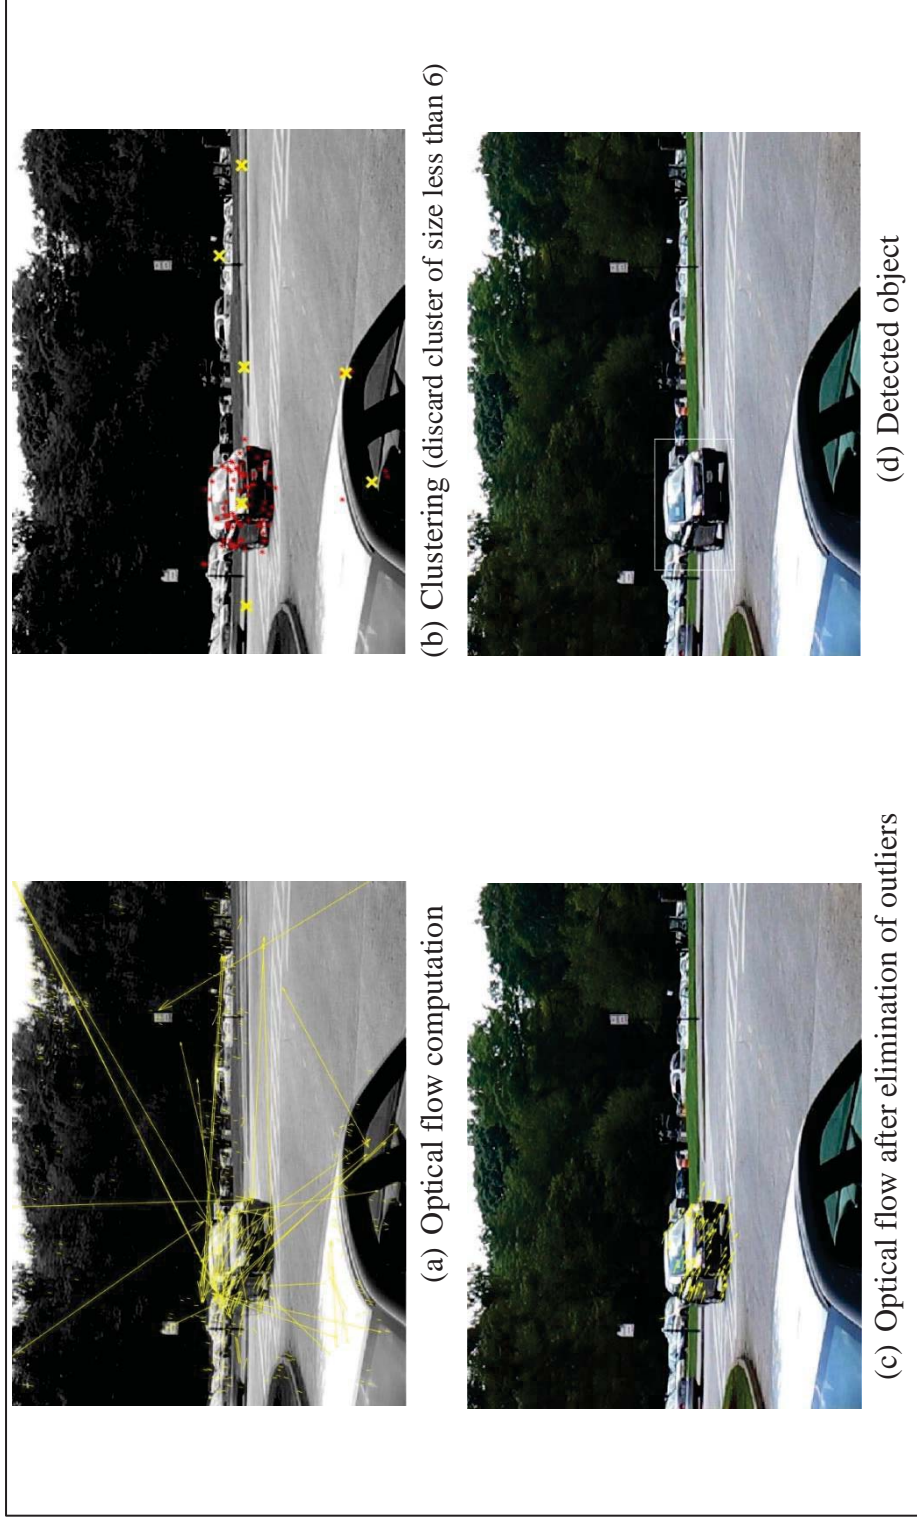 (a) Optical flow computation
(b) Clustering (discard cluster of size less than 6)
(c) Optical flow after elimination of outliers
(d) Detected object